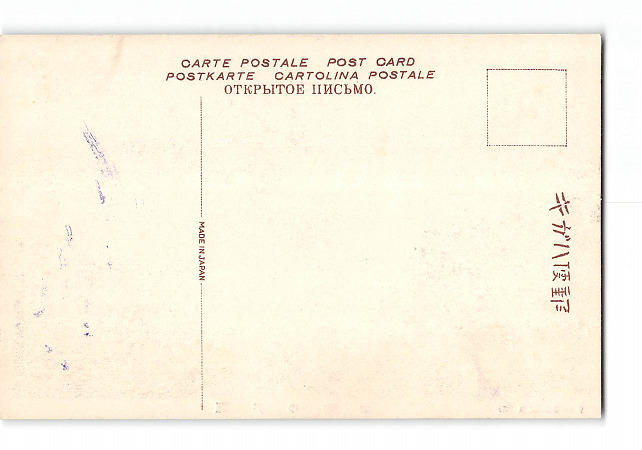 CARTE POSTALE POST CARD
POSTKARTE CARTOLINA POSTALE
ОТКРЫТОЕ ПИСЬМО.
MADE IN JAPAN
キガハ便郵